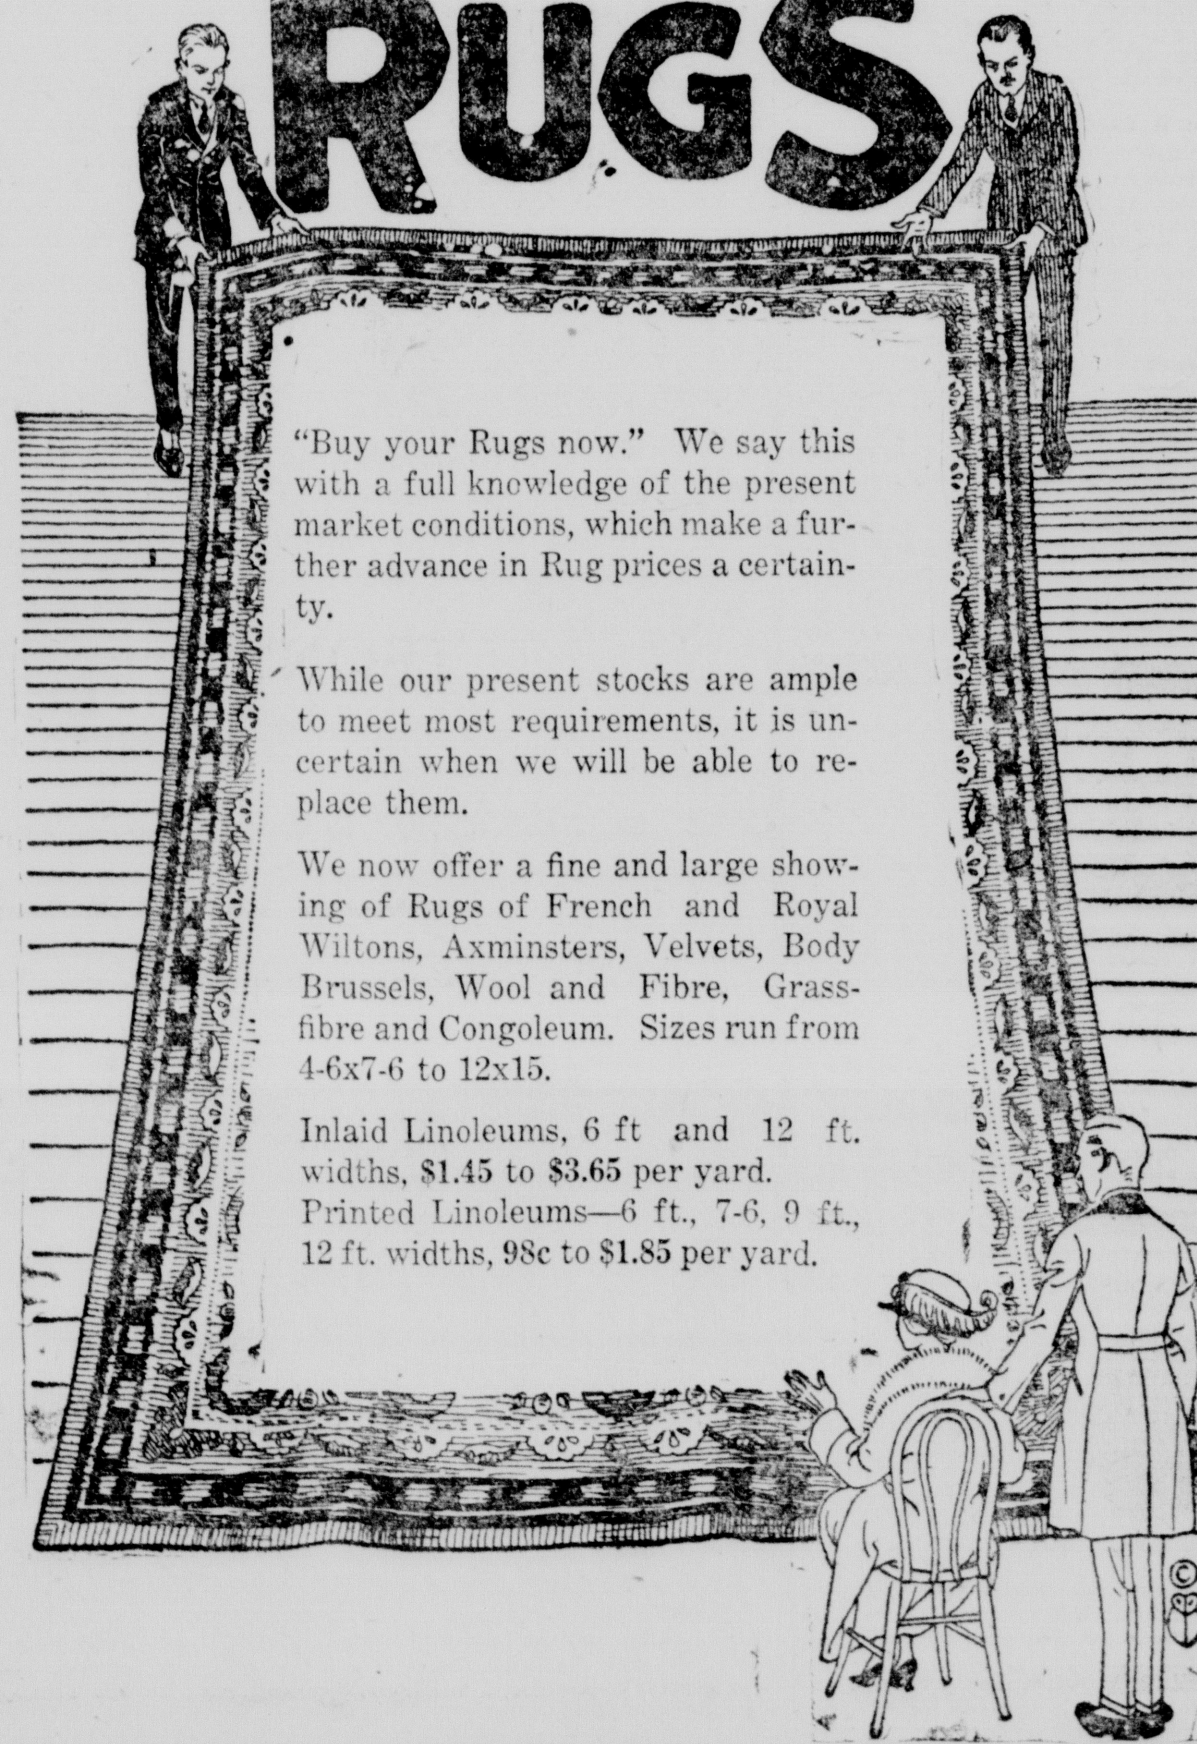 RUGS
"Buy your Rugs now." We say this
with a full knowledge of the present
market conditions, which make a fur-
ther advance in Rug prices a certain-
ty.
While our present stocks are ample
to meet most requirements, it is un-
certain when we will be able to re-
place them.
We now offer a fine and large show-
ing of Rugs of French and Royal
Wiltons, Axminsters, Velvets, Body
Brussels, Wool and Fibre, Grass-
fibre and Congoleum. Sizes run from
4-6x7-6 to 12x15.
Inlaid Linoleums, 6 ft and 12 ft.
widths, $1.45 to $3.65 per yard.
Printed Linoleums—6 ft., 7-6, 9 ft.,
12 ft. widths, 98c to $1.85 per yard.
©